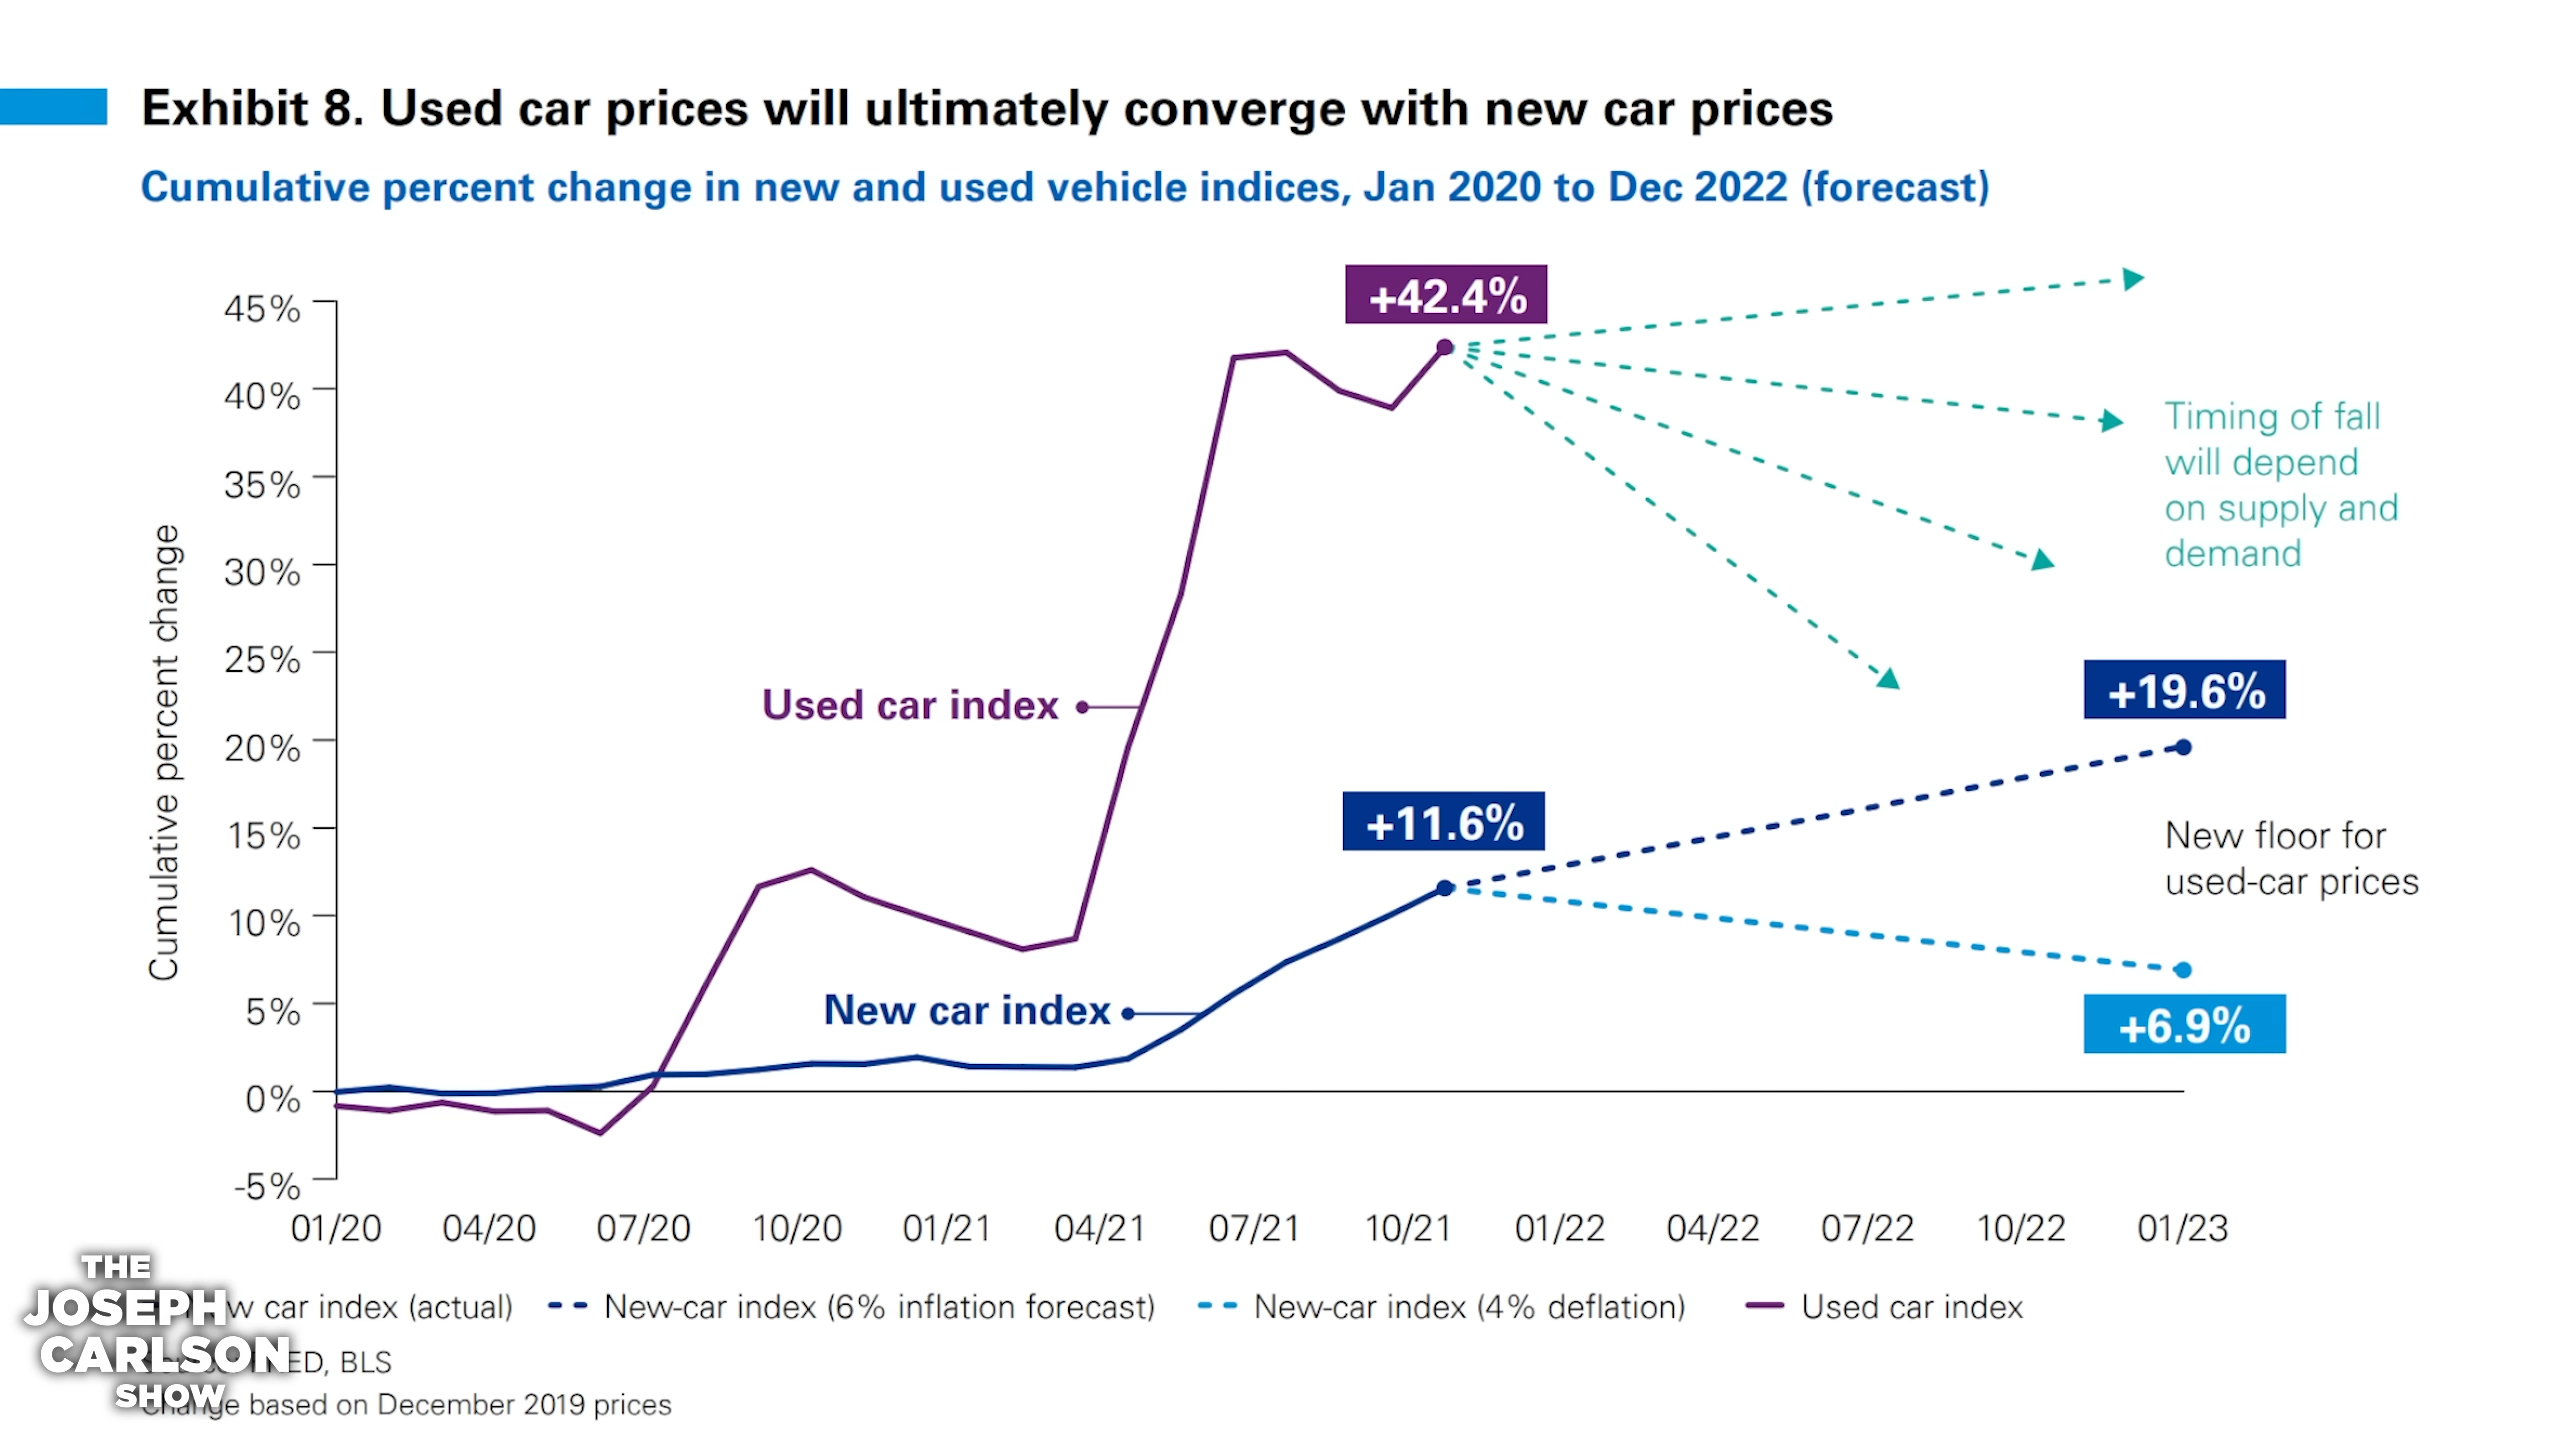 Exhibit 8. Used car prices will ultimately converge with new car prices
Cumulative percent change in new and used vehicle indices, Jan 2020 to Dec 2022 (forecast)
Cumulative percent change
45%
40%
35%
30%
25%
20%
15%
10%
5%
0%
-5%
+42.4%
Timing of fall
will depend
on supply and
demand
Used car index
+19.6%
+11.6%
New floor for
used-car prices
New car index
+6.9%
01/20 04/20 07/20 10/20 01/21 04/21 07/21 10/21 01/22 04/22 07/22 10/22 01/23
car index (actual) New-car index (6% inflation forecast) New-car index (4% deflation) Used car index
BLS
Change based on December 2019 prices
THE
JOSEPH
CARLSON
SHOW